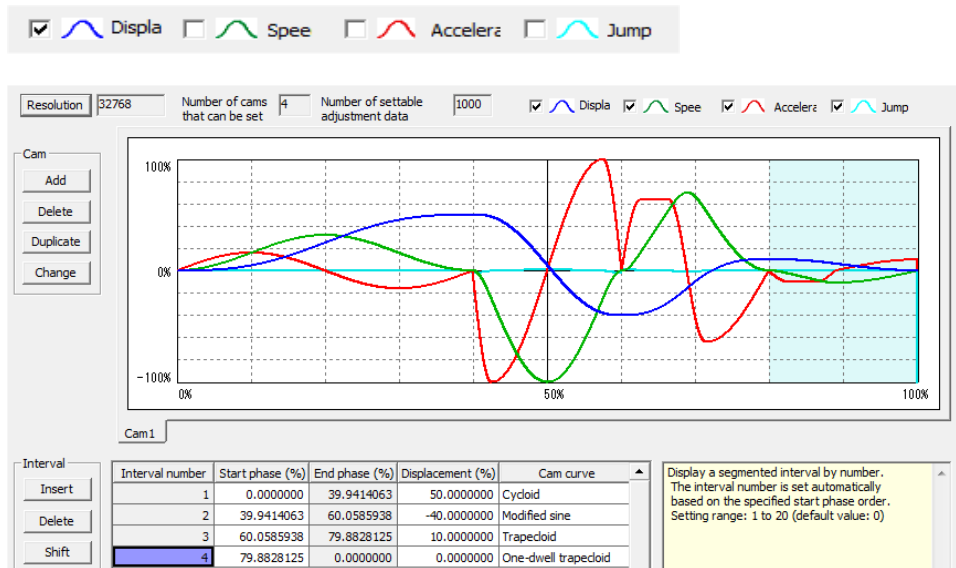 Displa Spee Accelera Jump
Resolution 32768 Number of cams that can be set 4 Number of settable adjustment data 1000 Displa Spee Accelera Jump
Cam
Add
Delete
Duplicate
Change
100%
0%
-100%
0% 50% 100%
Cam1
Interval
Insert
Delete
Shift
Interval number Start phase (%) End phase (%) Displacement (%) Cam curve
1 0.0000000 39.9414063 50.0000000 Cycloid
2 39.9414063 60.0585938 -40.0000000 Modified sine
3 60.0585938 79.8828125 10.0000000 Trapecloid
4 79.8828125 0.0000000 0.0000000 One-dwell trapecloid
Display a segmented interval by number.
The interval number is set automatically
based on the specified start phase order.
Setting range: 1 to 20 (default value: 0)